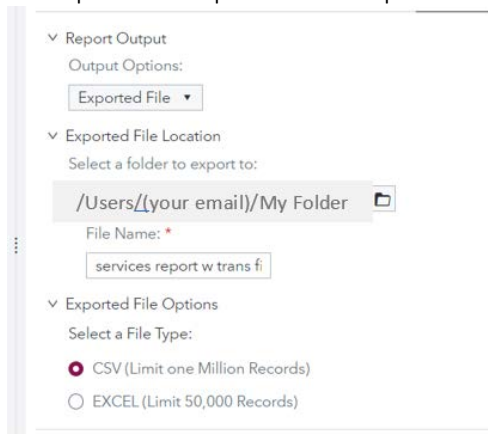 Report Output
Output Options:
Exported File
Exported File Location
Select a folder to export to:
/Users/(your email)/My Folder
File Name: *
services report w trans fi
Exported File Options
Select a File Type:
CSV (Limit one Million Records)
EXCEL (Limit 50,000 Records)